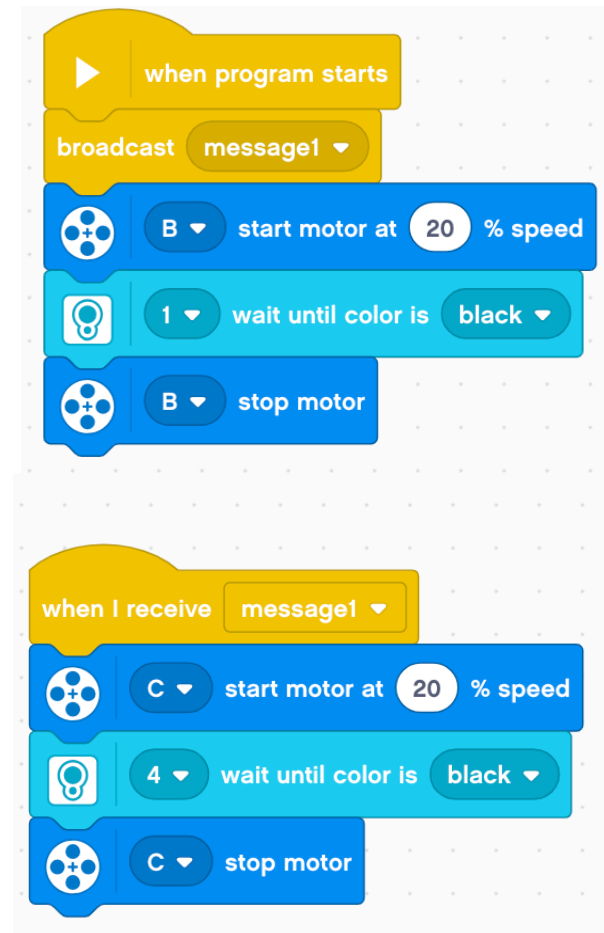 when program starts
broadcast message1
B start motor at 20 % speed
1 wait until color is black
B stop motor
when I receive message1
C start motor at 20 % speed
4 wait until color is black
C stop motor